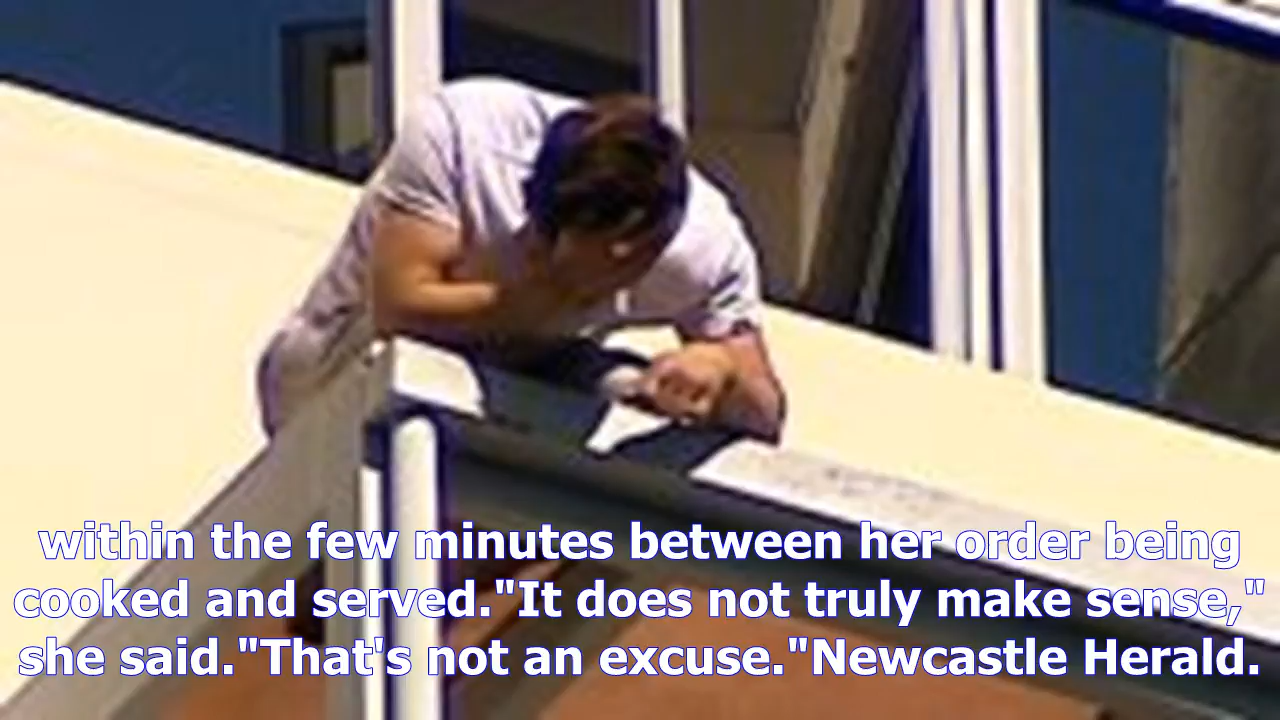 within the few minutes between her order being
cooked and served."It does not truly make sense,"
she said."That's not an excuse."Newcastle Herald.